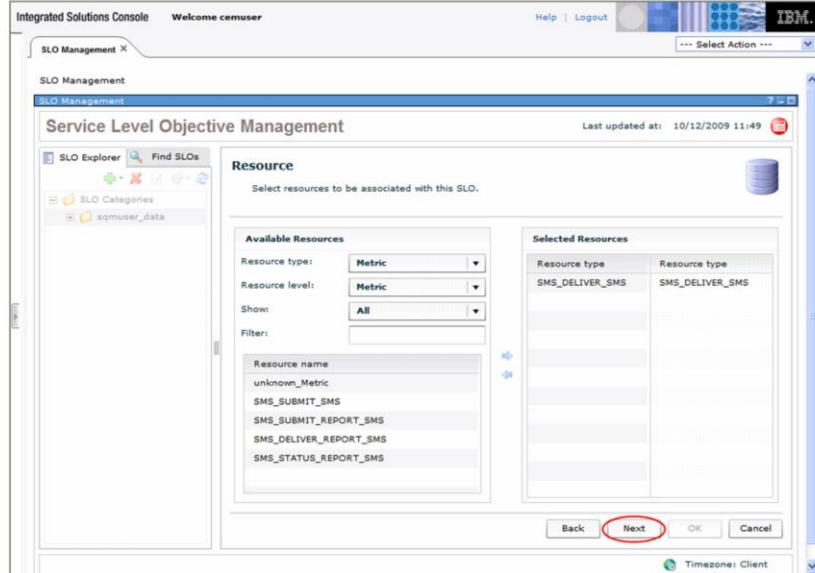 Integrated Solutions Console Welcome cemuser Help | Logout IBM.
SLO Management X --- Select Action ---
SLO Management
SLO Management
Service Level Objective Management Last updated at: 10/12/2009 11:49
SLO Explorer Find SLOs
SLO Categories
sqmuser_data
Resource
Select resources to be associated with this SLO.
Available Resources
Resource type: Metric
Resource level: Metric
Show: All
Filter:
Resource name
unknown_Metric
SMS_SUBMIT_SMS
SMS_SUBMIT_REPORT_SMS
SMS_DELIVER_REPORT_SMS
SMS_STATUS_REPORT_SMS
Selected Resources
Resource type Resource type
SMS_DELIVER_SMS SMS_DELIVER_SMS
Back Next OK Cancel
Timezone: Client